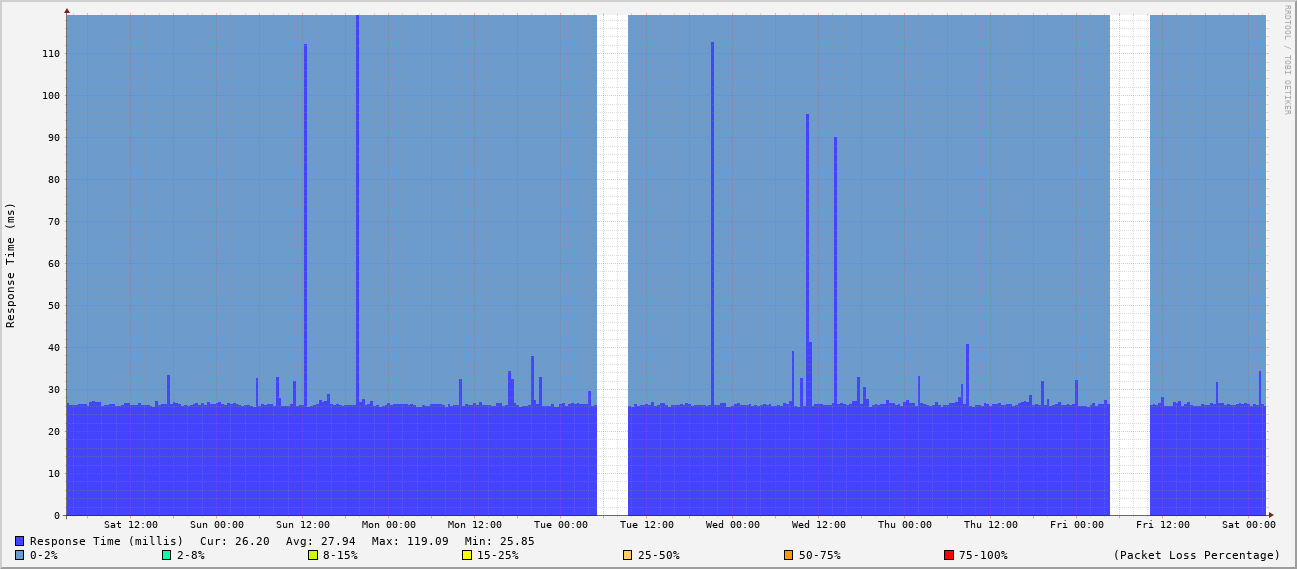 RRDTOOL / TOBI OETIKER
Response Time (ms)
110
100
90
80
70
60
50
40
30
20
10
0
Sat 12:00 Sun 00:00 Sun 12:00 Mon 00:00 Mon 12:00 Tue 00:00 Tue 12:00 Wed 00:00 Wed 12:00 Thu 00:00 Thu 12:00 Fri 00:00 Fri 12:00 Sat 00:00
Response Time (millis) Cur: 26.20 Avg: 27.94 Max: 119.09 Min: 25.85
0-2% 2-8% 8-15% 15-25% 25-50% 50-75% 75-100% (Packet Loss Percentage)